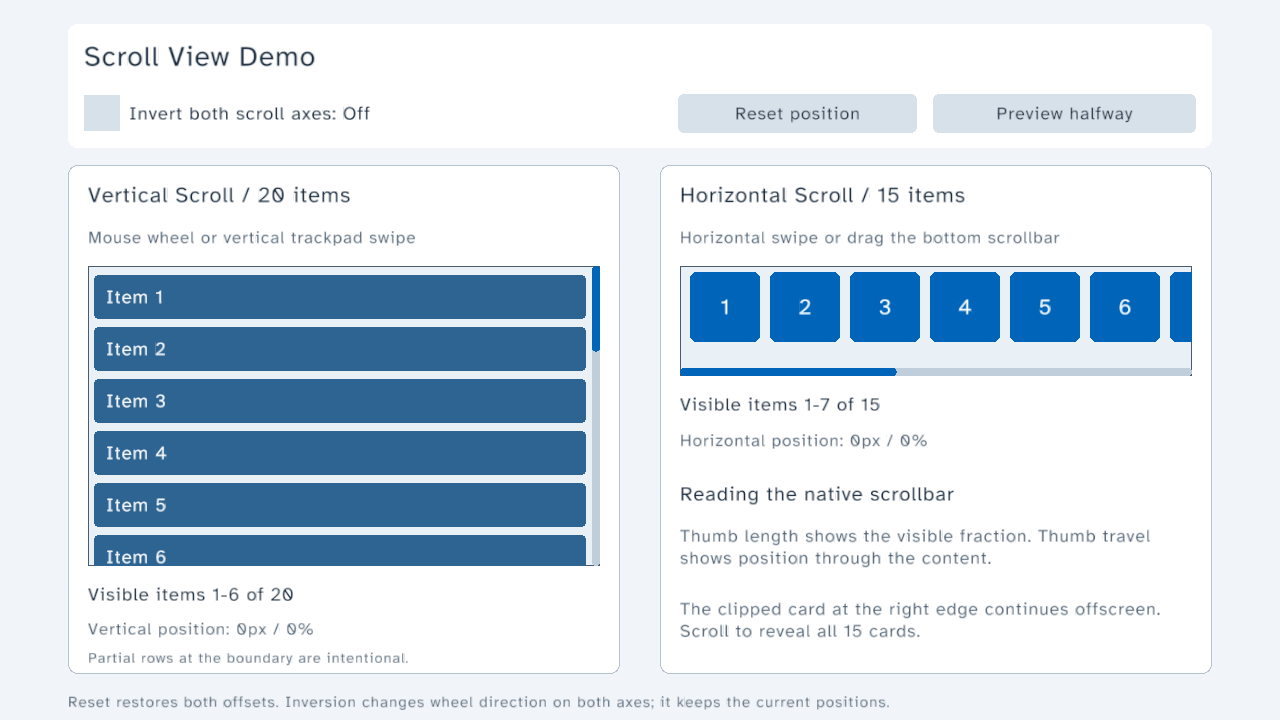 Scroll View Demo
Invert both scroll axes: Off
Reset position
Preview halfway
Vertical Scroll / 20 items
Mouse wheel or vertical trackpad swipe
Item 1
Item 2
Item 3
Item 4
Item 5
Item 6
Visible items 1-6 of 20
Vertical position: 0px / 0%
Partial rows at the boundary are intentional.
Horizontal Scroll / 15 items
Horizontal swipe or drag the bottom scrollbar
1 2 3 4 5 6
Visible items 1-7 of 15
Horizontal position: 0px / 0%
Reading the native scrollbar
Thumb length shows the visible fraction. Thumb travel
shows position through the content.
The clipped card at the right edge continues offscreen.
Scroll to reveal all 15 cards.
Reset restores both offsets. Inversion changes wheel direction on both axes; it keeps the current positions.